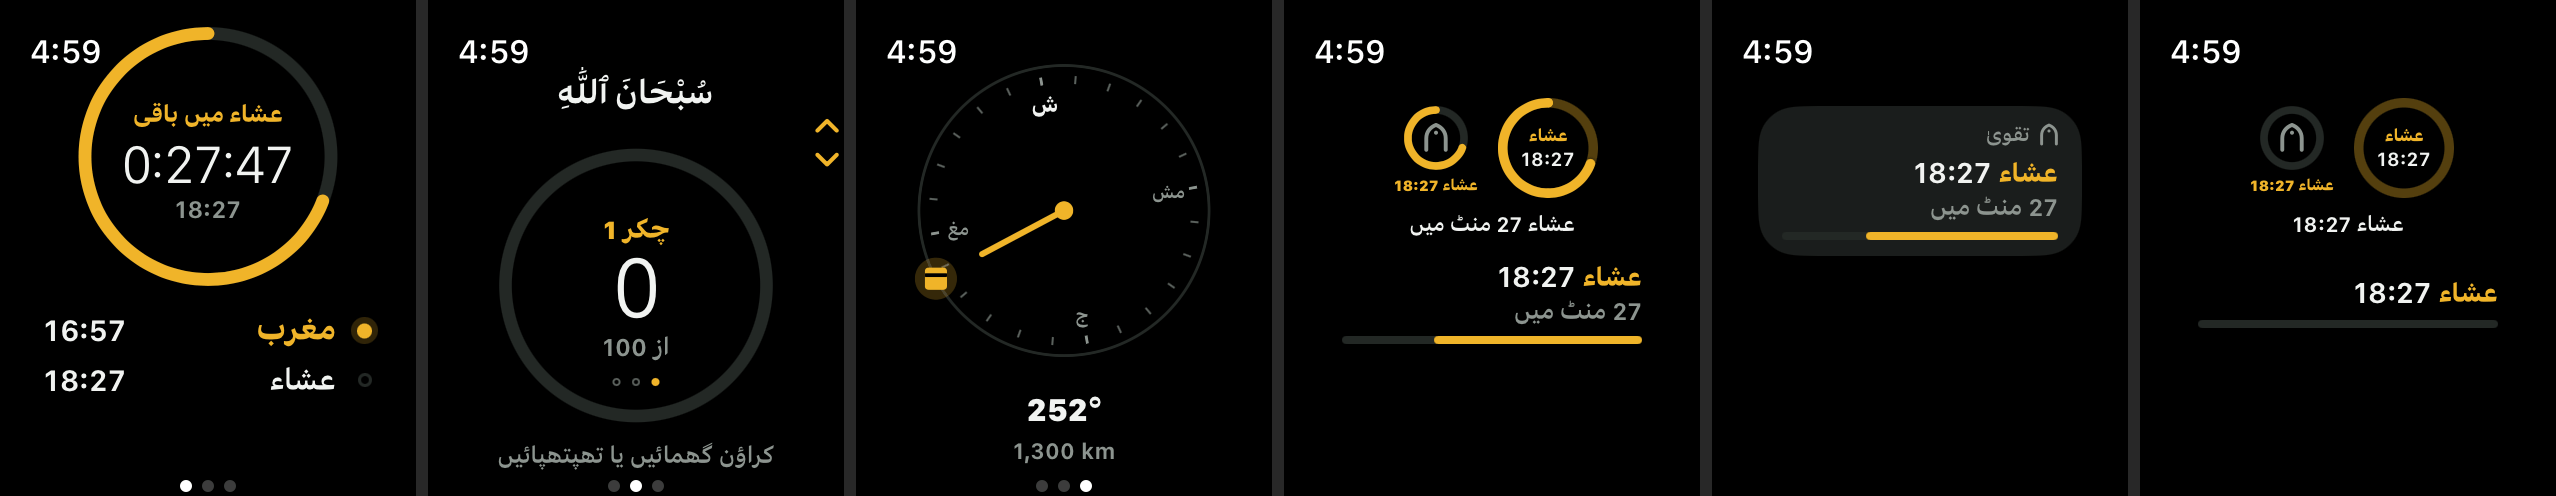 4:59
عشاء میں باقی
0:27:47
18:27
مغرب 16:57
عشاء 18:27
4:59
سُبْحَانَ ٱللَّٰهِ
چکر 1
0
از 100
کراؤن گھمائیں یا تھپتھپائیں
4:59
ش
مش
مغ
ج
252°
1,300 km
4:59
عشاء
18:27
عشاء 18:27
عشاء 27 منٹ میں
عشاء 18:27
27 منٹ میں
4:59
تقویٰ
عشاء 18:27
27 منٹ میں
4:59
عشاء
18:27
عشاء 18:27
عشاء 18:27
عشاء 18:27